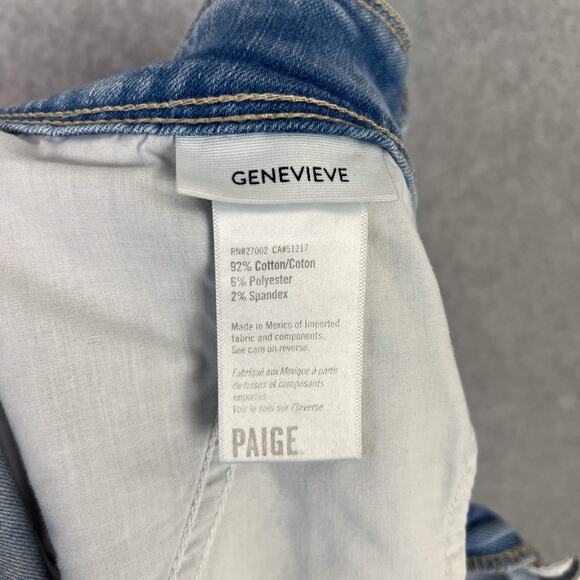 GENEVIEVE
RN#27002 CA#51217
92% Cotton/Coton
6% Polyester
2% Spandex
Made in Mexico of Imported
fabric and components.
See care on reverse.
Fabriqué aux Mexique à partir
de tissus et composants
importés
Voir le soin sur l'inverse
PAIGE